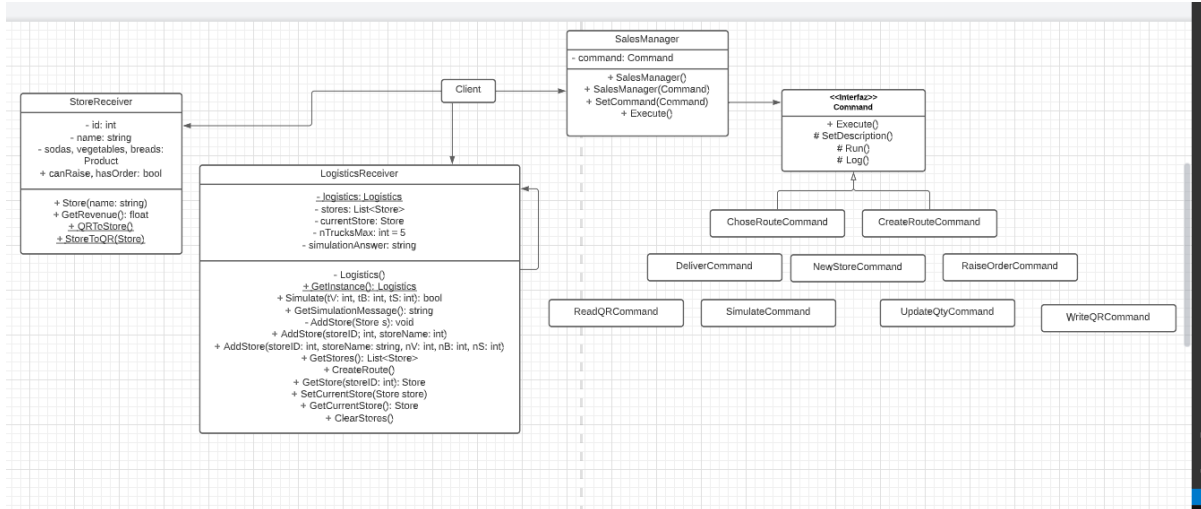 StoreReceiver
- id: int
- name: string
- sodas, vegetables, breads:
Product
+ canRaise, hasOrder: bool
+ Store(name: string)
+ GetRevenue(): float
+ QRToStore()
+ StoreToQR(Store)
Client
SalesManager
- command: Command
+ SalesManager()
+ SalesManager(Command)
+ SetCommand(Command)
+ Execute()
<<Interfaz>>
Command
+ Execute()
# SetDescription()
# Run()
# Log()
LogisticsReceiver
- logistics: Logistics
- stores: List<Store>
- currentStore: Store
- nTrucksMax: int = 5
- simulationAnswer: string
- Logistics()
+ GetInstance(): Logistics
+ Simulate(tV: int, tB: int, tS: int): bool
+ GetSimulationMessage(): string
- AddStore(Store s): void
+ AddStore(storeID; int, storeName: int)
+ AddStore(storeID: int, storeName: string, nV: int, nB: int, nS: int)
+ GetStores(): List<Store>
+ CreateRoute()
+ GetStore(storeID: int): Store
+ SetCurrentStore(Store store)
+ GetCurrentStore(): Store
+ ClearStores()
ChoseRouteCommand
CreateRouteCommand
DeliverCommand
NewStoreCommand
RaiseOrderCommand
ReadQRCommand
SimulateCommand
UpdateQtyCommand
WriteQRCommand